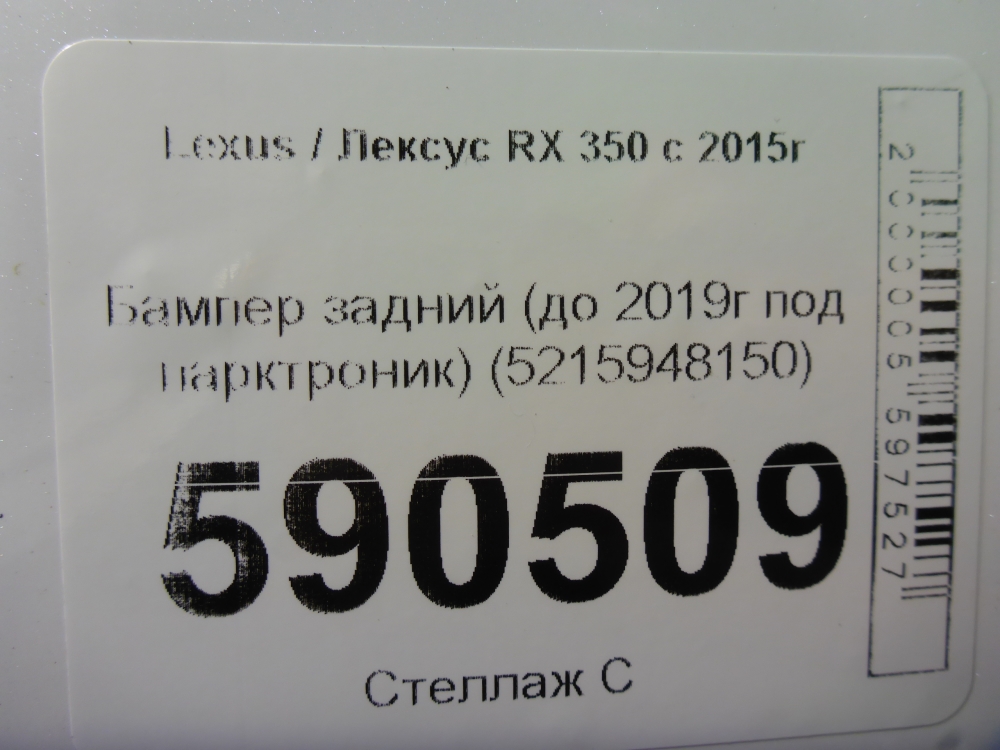 Lexus / Лексус RX 350 с 2015г
Бампер задний (до 2019г под
парктроник) (5215948150)
590509
Стеллаж С
2000005597527